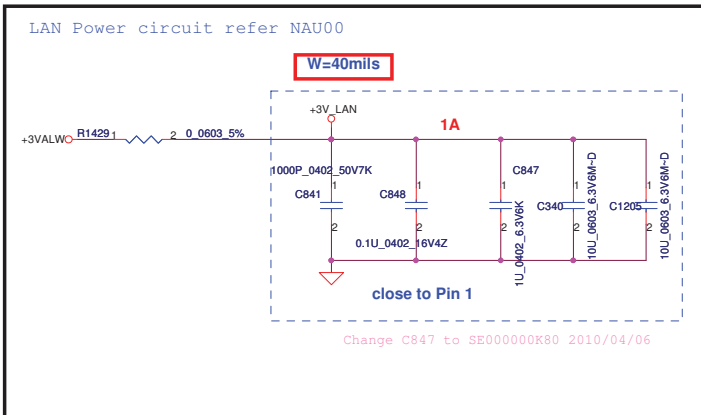 LAN Power circuit refer NAU00
W=40mils
+3V_LAN
+3VALW
R1429
1
2
0_0603_5%
1A
1000P_0402_50V7K
C841
1
2
C848
1
2
0.1U_0402_16V4Z
C847
1
2
1U_0402_6.3V6K
C340
1
2
10U_0603_6.3V6M~D
C1205
1
2
10U_0603_6.3V6M~D
close to Pin 1
Change C847 to SE000000K80 2010/04/06